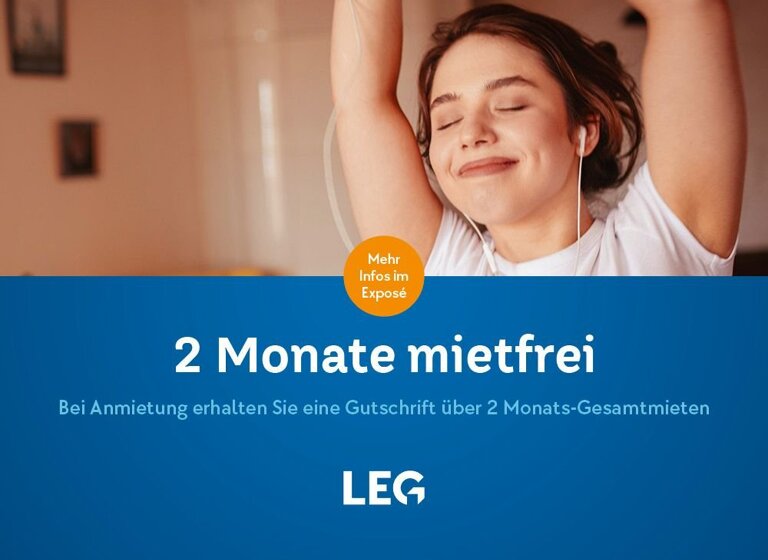 Mehr
Infos im
Exposé
2 Monate mietfrei
Bei Anmietung erhalten Sie eine Gutschrift über 2 Monats-Gesamtmieten
LEG